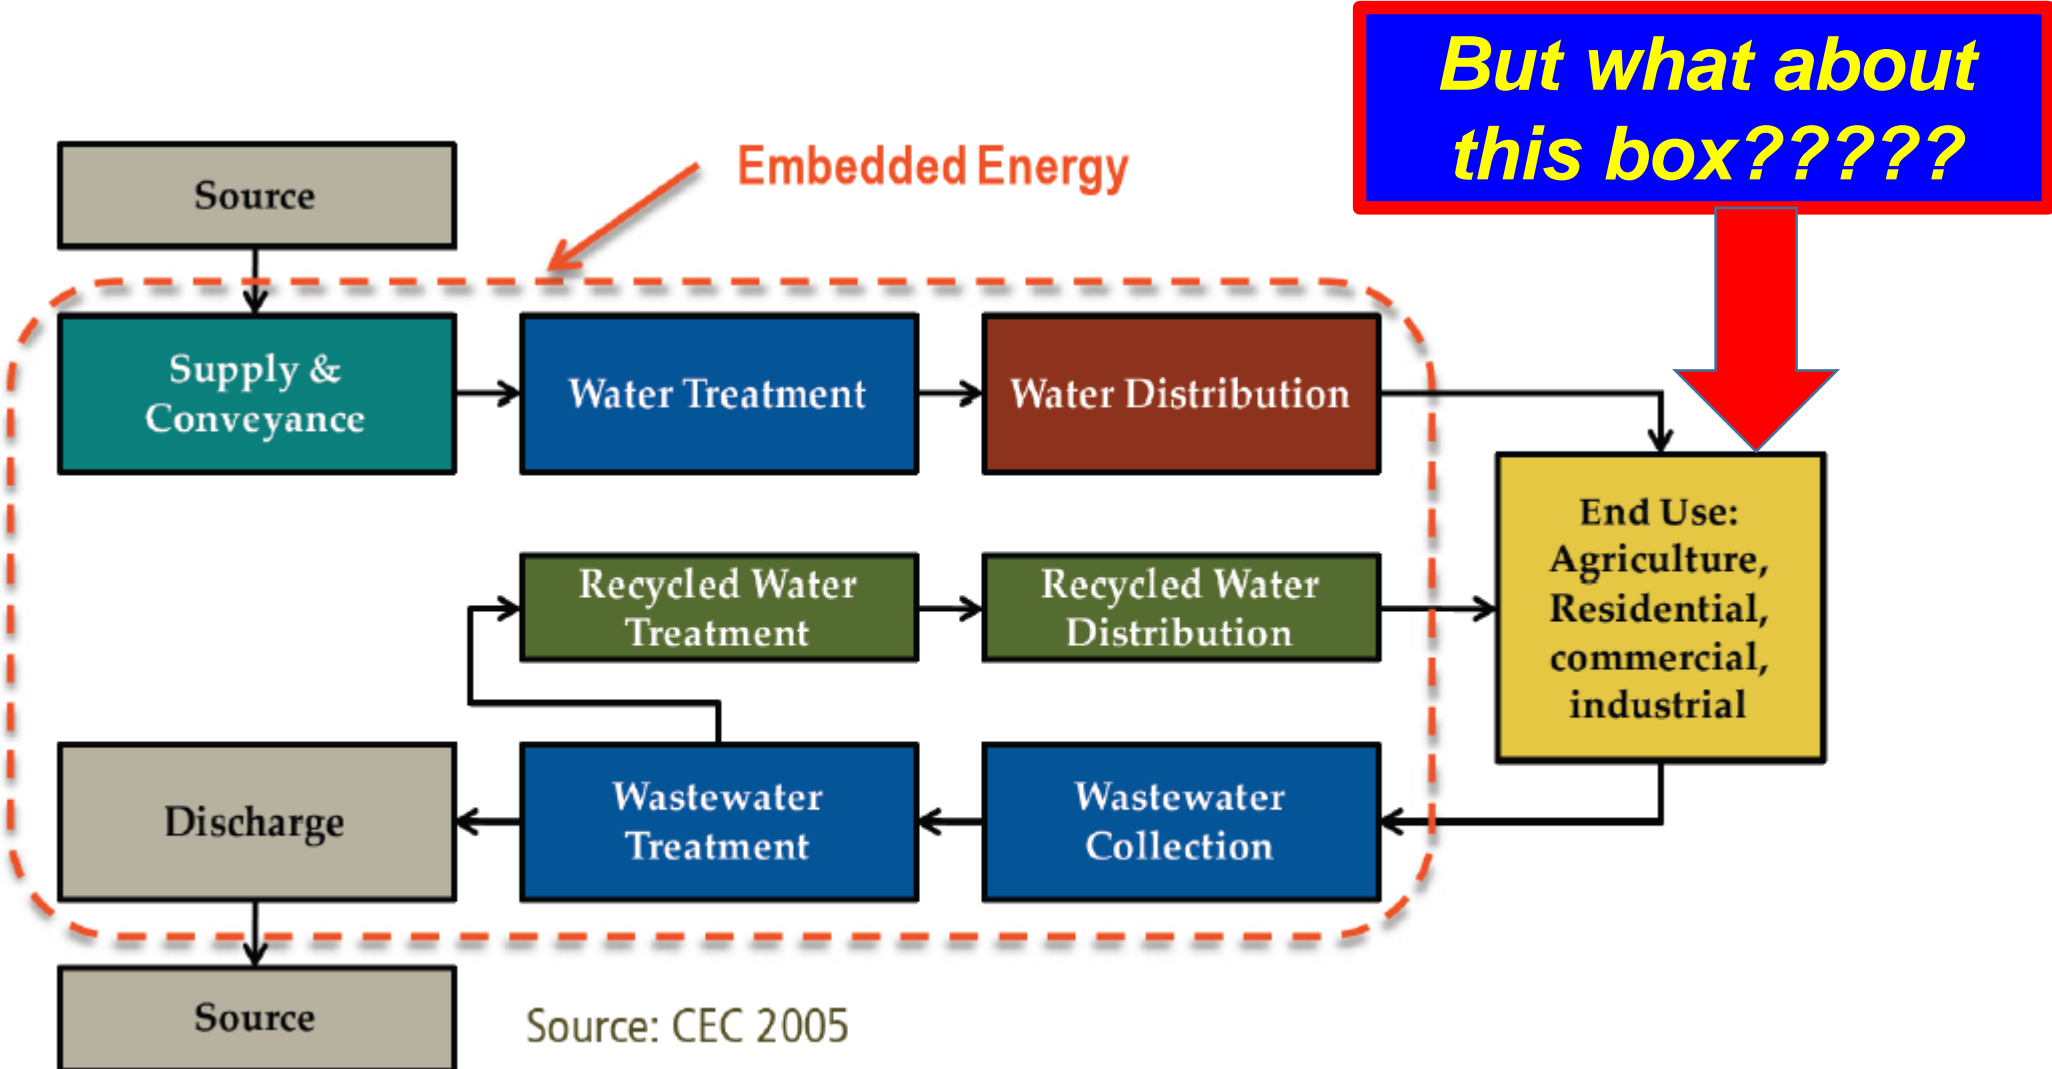 But what about
this box?????
Embedded Energy
Source
Supply &
Conveyance
Water Treatment
Water Distribution
End Use:
Agriculture,
Residential,
commercial,
industrial
Recycled Water
Treatment
Recycled Water
Distribution
Discharge
Wastewater
Treatment
Wastewater
Collection
Source
Source: CEC 2005